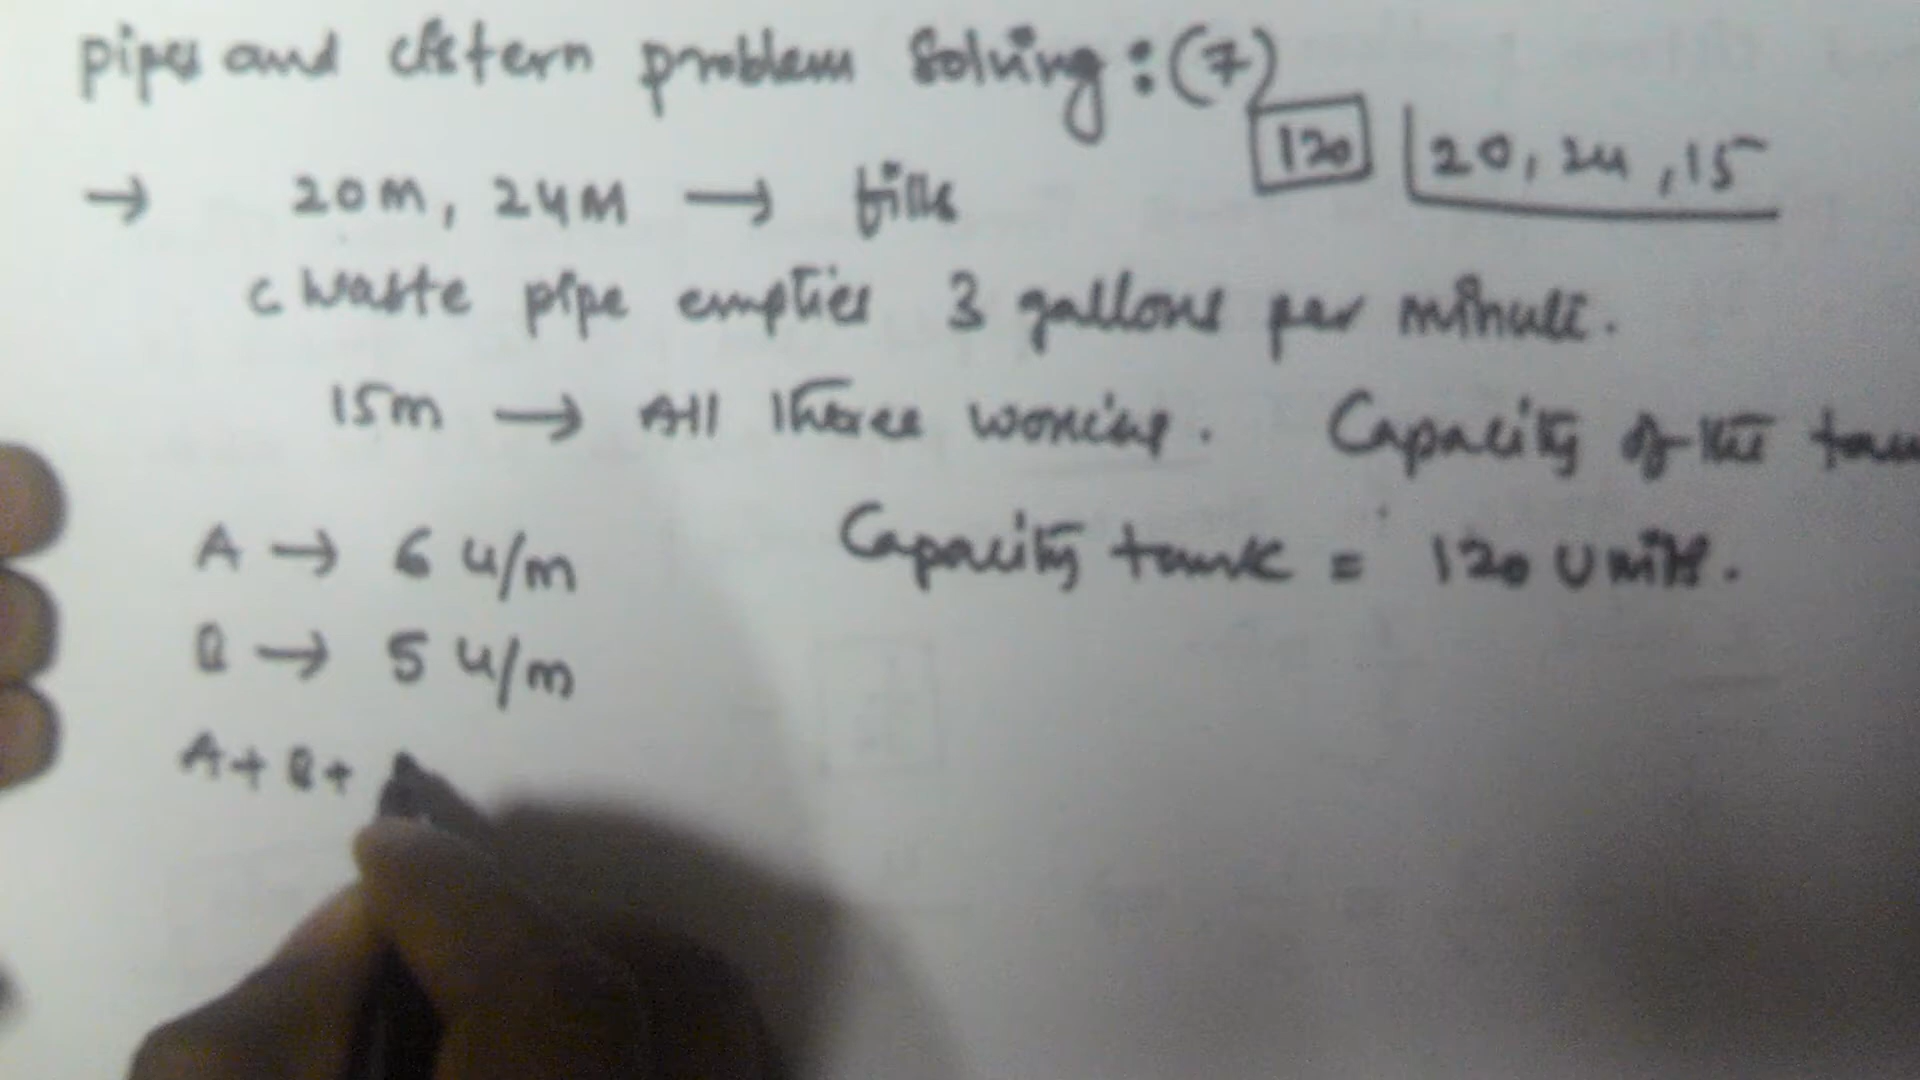 pipes and cistern problem solving : (7)
120 20, 24, 15
→ 20M, 24M → fills
c waste pipe empties 3 gallons per minute.
15m → All three working. Capacity of the
Capacity tank = 120 units.
A → 6 u/m
B → 5 u/m
A + B +